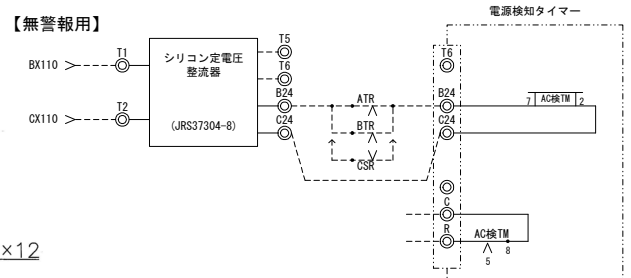 電源検知タイマー
【無警報用】
T5
T6
T1
BX110
シリコン定電圧
整流器
T6
B24
ATR
B24
7 AC検TM 2
T2
CX110
(JRS37304-8)
C24
BTR
C24
CSR
C
×12
R
AC検TM
8
5